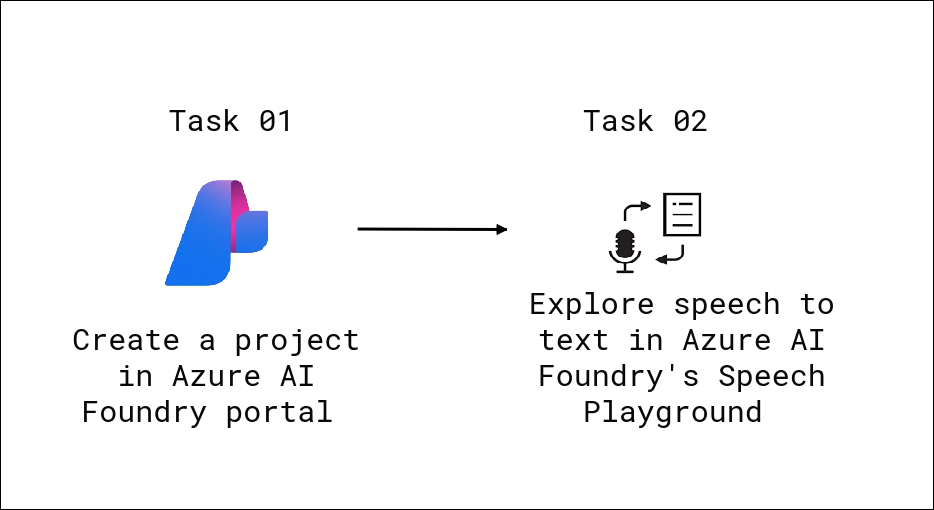 Task 01
Create a project
in Azure AI
Foundry portal
Task 02
Explore speech to
text in Azure AI
Foundry's Speech
Playground